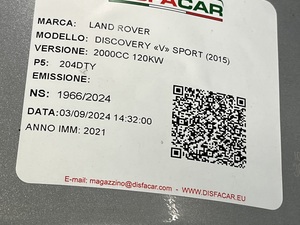 DISFACAR
MARCA: LAND ROVER
MODELLO: DISCOVERY «V» SPORT (2015)
VERSIONE: 2000CC 120KW
P5: 204DTY
EMISSIONE:
NS: 1966/2024
DATA:03/09/2024 14:32:00
ANNO IMM: 2021
E-mail: magazzino@disfacar.com - WWW.DISFACAR.EU